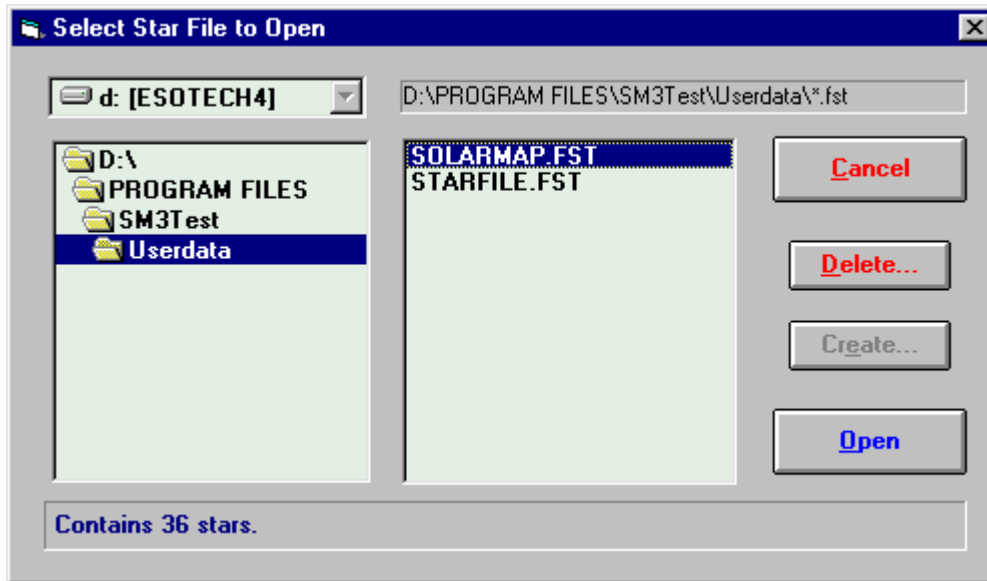 Select Star File to Open
d: [ESOTECH4]
D:\PROGRAM FILES\SM3Test\Userdata\*.fst
D:\
PROGRAM FILES
SM3Test
Userdata
SOLARMAP.FST
STARFILE.FST
Cancel
Delete...
Create...
Open
Contains 36 stars.